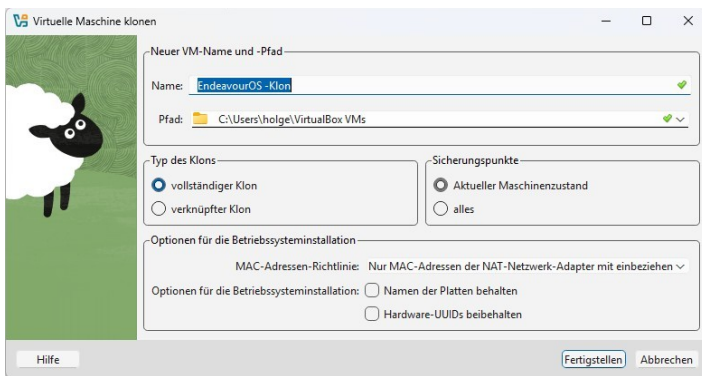 Virtuelle Maschine klonen
Neuer VM-Name und -Pfad
Name: EndeavourOS -Klon
Pfad: C:\Users\holge\VirtualBox VMs
Typ des Klons
vollständiger Klon
verknüpfter Klon
Sicherungspunkte
Aktueller Maschinenzustand
alles
Optionen für die Betriebssysteminstallation
MAC-Adressen-Richtlinie: Nur MAC-Adressen der NAT-Netzwerk-Adapter mit einbeziehen
Optionen für die Betriebssysteminstallation: Namen der Platten behalten
Hardware-UUIDs beibehalten
Hilfe
Fertigstellen
Abbrechen